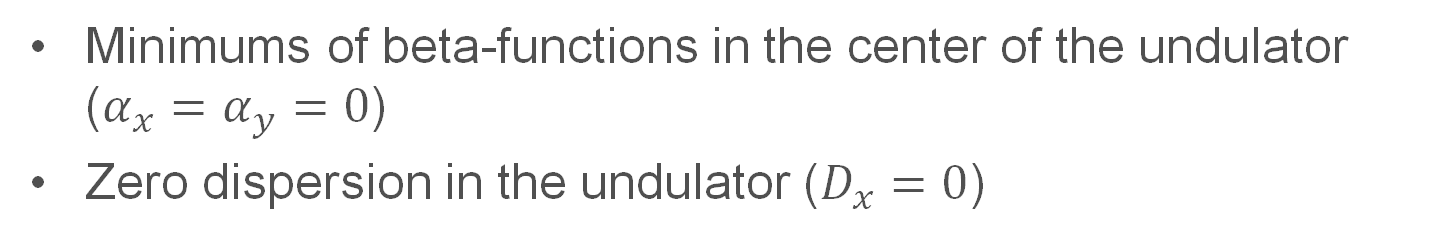 • Minimums of beta-functions in the center of the undulator
(αₓ = αᵧ = 0)
• Zero dispersion in the undulator (Dₓ = 0)